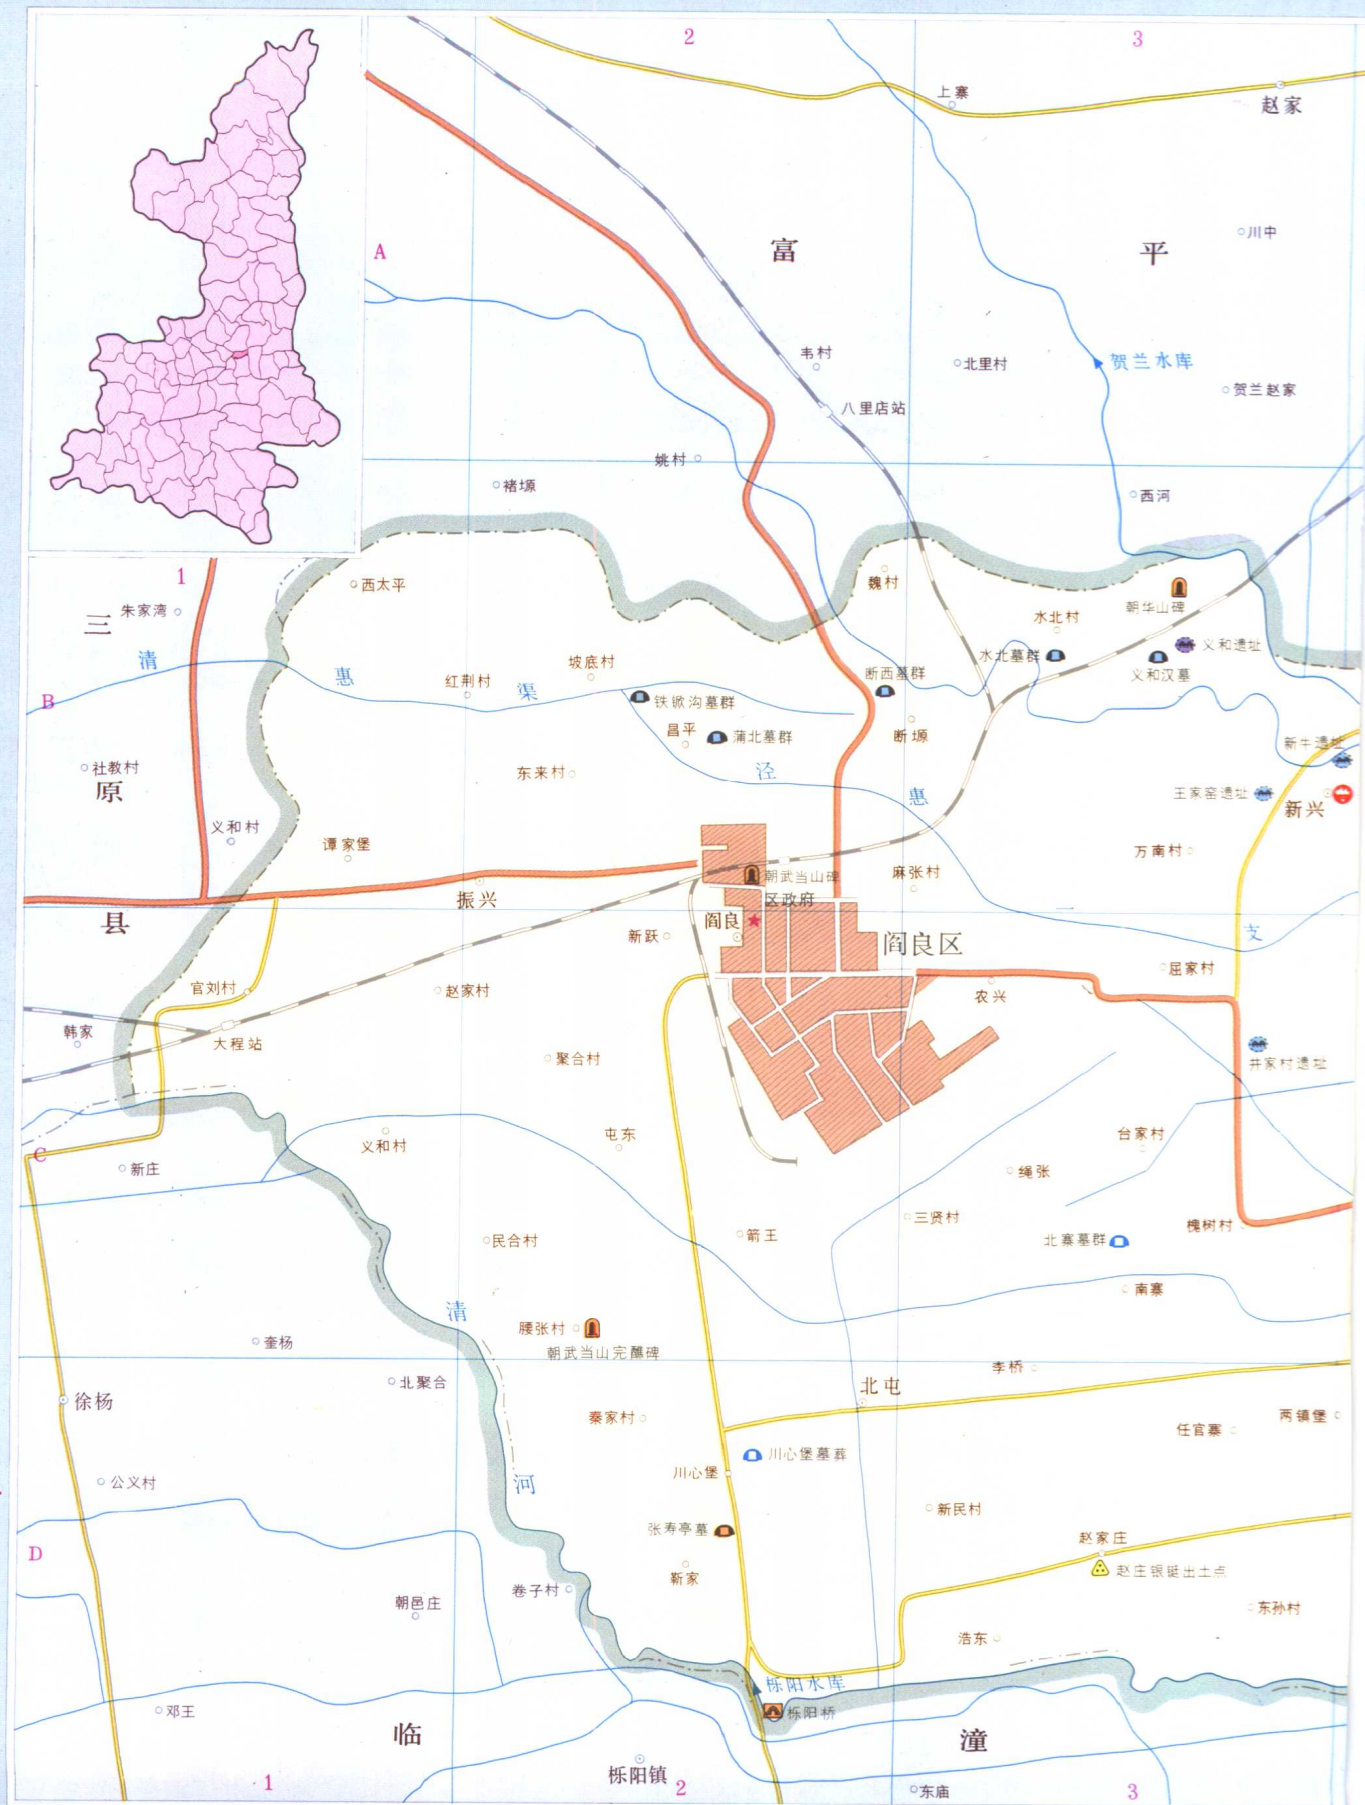 2
3
上寨
赵家
川中
A
富
平
韦村
北里村
贺兰水库
贺兰赵家
八里店站
姚村
褚塬
西河
1
西太平
魏村
朝华山碑
三
朱家湾
水北村
清
惠
渠
坡底村
水北墓群
义和遗址
义和汉墓
断西墓群
红荆村
B
铁锨沟墓群
昌平
蒲北墓群
断塬
新牛遗址
社教村
原
东来村
泾
惠
王家窑遗址
新兴
义和村
谭家堡
万南村
朝武当山碑
麻张村
振兴
区政府
一
县
新跃
阎良
阎良区
支
屈家村
官刘村
赵家村
农兴
韩家
大程站
聚合村
井家村遗址
C
新庄
义和村
屯东
台家村
绳张
三贤村
槐树村
箭王
民合村
北寨墓群
南寨
清
腰张村
朝武当山完醮碑
奎杨
李桥
北聚合
北屯
徐杨
秦家村
两镇堡
任官寨
川心堡墓葬
川心堡
公义村
河
新民村
张寿亭墓
赵家庄
D
靳家
赵庄银铤出土点
卷子村
朝邑庄
东孙村
浩东
栎阳水库
栎阳桥
邓王
临
潼
栎阳镇
1
2
3
东庙